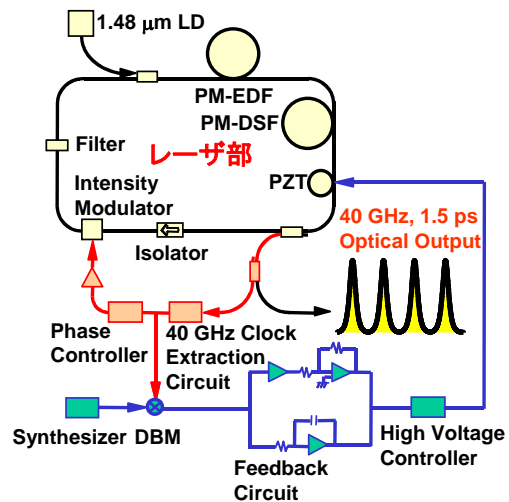 1.48 μm LD
PM-EDF
PM-DSF
Filter
レーザ部
PZT
Intensity
Modulator
Isolator
40 GHz, 1.5 ps
Optical Output
Phase
Controller
40 GHz Clock
Extraction
Circuit
Synthesizer
DBM
Feedback
Circuit
High Voltage
Controller